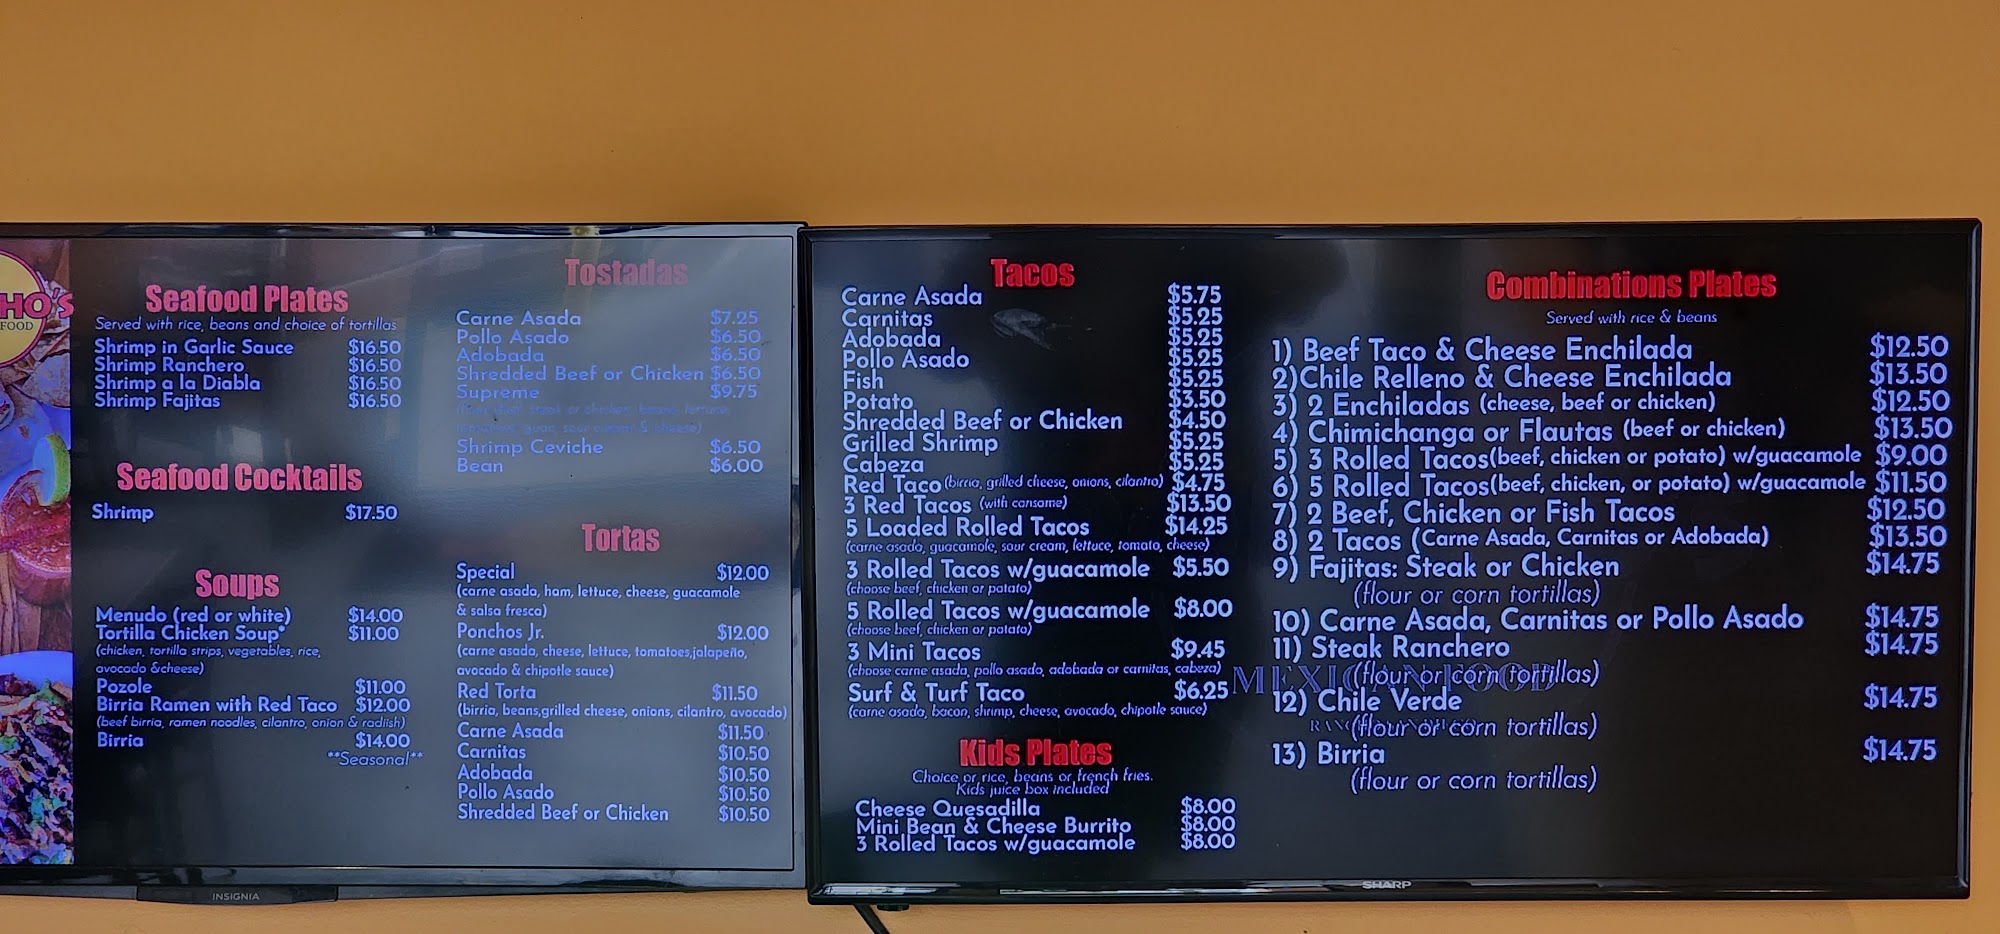 HO'S
FOOD
Seafood Plates
Served with rice, beans and choice of tortillas
Shrimp in Garlic Sauce $16.50
Shrimp Ranchero $16.50
Shrimp a la Diabla $16.50
Shrimp Fajitas $16.50
Seafood Cocktails
Shrimp $17.50
Soups
Menudo (red or white) $14.00
Tortilla Chicken Soup* $11.00
(chicken, tortilla strips, vegetables, rice,
avocado &cheese)
Pozole $11.00
Birria Ramen with Red Taco $12.00
(beef birria, ramen noodles, cilantro, onion & radiish)
Birria $14.00
**Seasonal**
Tostadas
Carne Asada $7.25
Pollo Asado $6.50
Adobada $6.50
Shredded Beef or Chicken $6.50
Supreme $9.75
steak or chicken, beans, lettuce,
guac, sour cream & cheese)
Shrimp Ceviche $6.50
Bean $6.00
Tortas
Special $12.00
(carne asada, ham, lettuce, cheese, guacamole
& salsa fresca)
Ponchos Jr. $12.00
(carne asada, cheese, lettuce, tomatoes,jalapeño,
avocado & chipotle sauce)
Red Torta $11.50
(birria, beans,grilled cheese, onions, cilantro, avocado)
Carne Asada $11.50
Carnitas $10.50
Adobada $10.50
Pollo Asado $10.50
Shredded Beef or Chicken $10.50
INSIGNIA
Tacos
Carne Asada $5.75
Carnitas $5.25
Adobada $5.25
Pollo Asado $5.25
Fish $5.25
Potato $3.50
Shredded Beef or Chicken $4.50
Grilled Shrimp $5.25
Cabeza $5.25
Red Taco (birria, grilled cheese, onions, cilantro) $4.75
3 Red Tacos (with consome) $13.50
5 Loaded Rolled Tacos $14.25
(carne asada, guacamole, sour cream, lettuce, tomato, cheese)
3 Rolled Tacos w/guacamole $5.50
(choose beef, chicken or potato)
5 Rolled Tacos w/guacamole $8.00
(choose beef, chicken or potato)
3 Mini Tacos $9.45
(choose carne asada, pollo asado, adobada or carnitas, cabeza)
Surf & Turf Taco $6.25
(carne asada, bacon, shrimp, cheese, avocado, chipotle sauce)
Kids Plates
Choice or rice, beans or french fries.
Kids juice box included
Cheese Quesadilla $8.00
Mini Bean & Cheese Burrito $8.00
3 Rolled Tacos w/guacamole $8.00
Combinations Plates
Served with rice & beans
1) Beef Taco & Cheese Enchilada $12.50
2)Chile Relleno & Cheese Enchilada $13.50
3) 2 Enchiladas (cheese, beef or chicken) $12.50
4) Chimichanga or Flautas (beef or chicken) $13.50
5) 3 Rolled Tacos(beef, chicken or potato) w/guacamole $9.00
6) 5 Rolled Tacos(beef, chicken, or potato) w/guacamole $11.50
7) 2 Beef, Chicken or Fish Tacos $12.50
8) 2 Tacos (Carne Asada, Carnitas or Adobada) $13.50
9) Fajitas: Steak or Chicken $14.75
(flour or corn tortillas)
10) Carne Asada, Carnitas or Pollo Asado $14.75
11) Steak Ranchero $14.75
(flour or corn tortillas)
MEXICAN FOOD
12) Chile Verde $14.75
(flour or corn tortillas)
13) Birria $14.75
(flour or corn tortillas)
SHARP